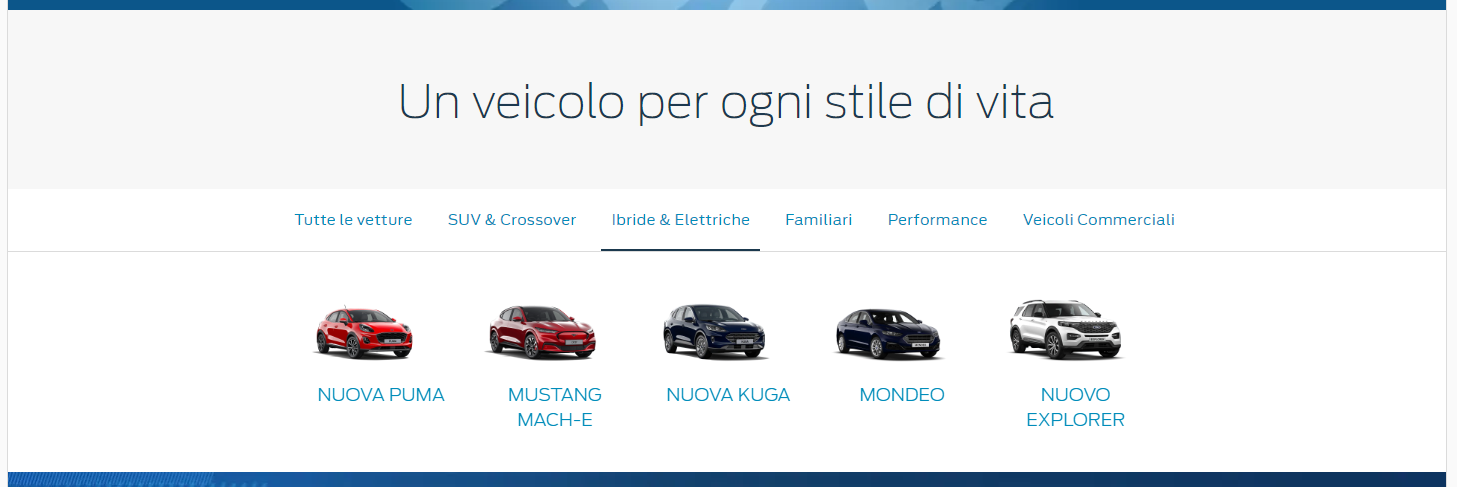 Un veicolo per ogni stile di vita
Tutte le vetture SUV & Crossover Ibride & Elettriche Familiari Performance Veicoli Commerciali
NUOVA PUMA MUSTANG NUOVA KUGA MONDEO NUOVO
MACH-E EXPLORER